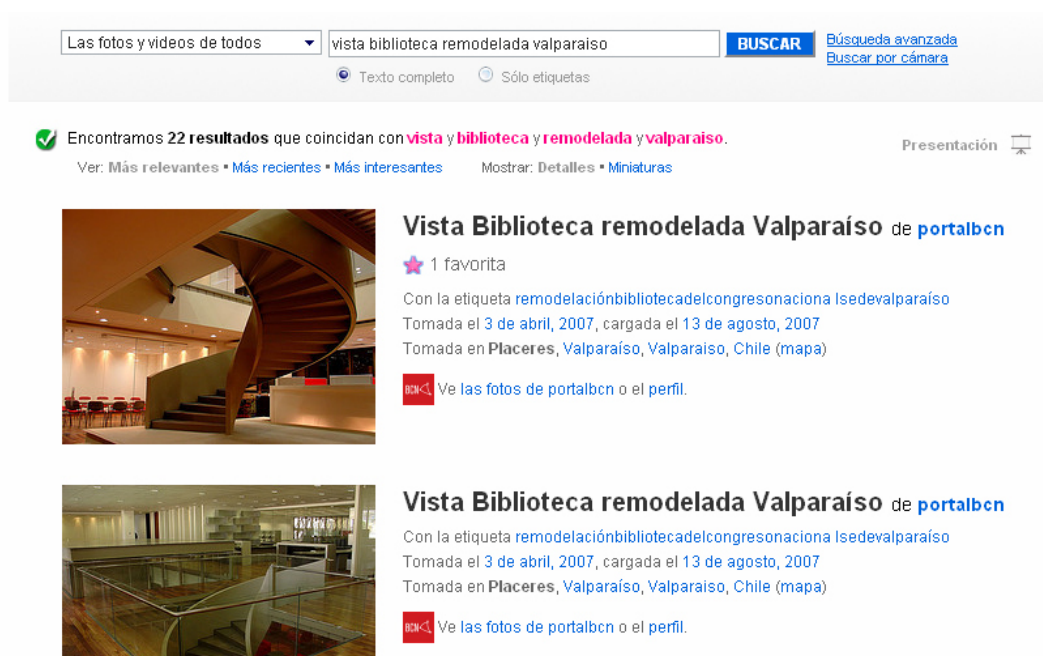 Las fotos y videos de todos vista biblioteca remodelada valparaiso BUSCAR Búsqueda avanzada
Buscar por cámara
Texto completo Sólo etiquetas
Encontramos 22 resultados que coincidan con vista y biblioteca y remodelada y valparaiso.
Presentación
Ver: Más relevantes • Más recientes • Más interesantes Mostrar: Detalles • Miniaturas
Vista Biblioteca remodelada Valparaíso de portalbcn
1 favorita
Con la etiqueta remodelaciónbibliotecadelcongresonaciona lsedevalparaíso
Tomada el 3 de abril, 2007, cargada el 13 de agosto, 2007
Tomada en Placeres, Valparaíso, Valparaiso, Chile (mapa)
BCN Ve las fotos de portalbcn o el perfil.
Vista Biblioteca remodelada Valparaíso de portalbcn
Con la etiqueta remodelaciónbibliotecadelcongresonaciona lsedevalparaíso
Tomada el 3 de abril, 2007, cargada el 13 de agosto, 2007
Tomada en Placeres, Valparaíso, Valparaiso, Chile (mapa)
BCN Ve las fotos de portalbcn o el perfil.